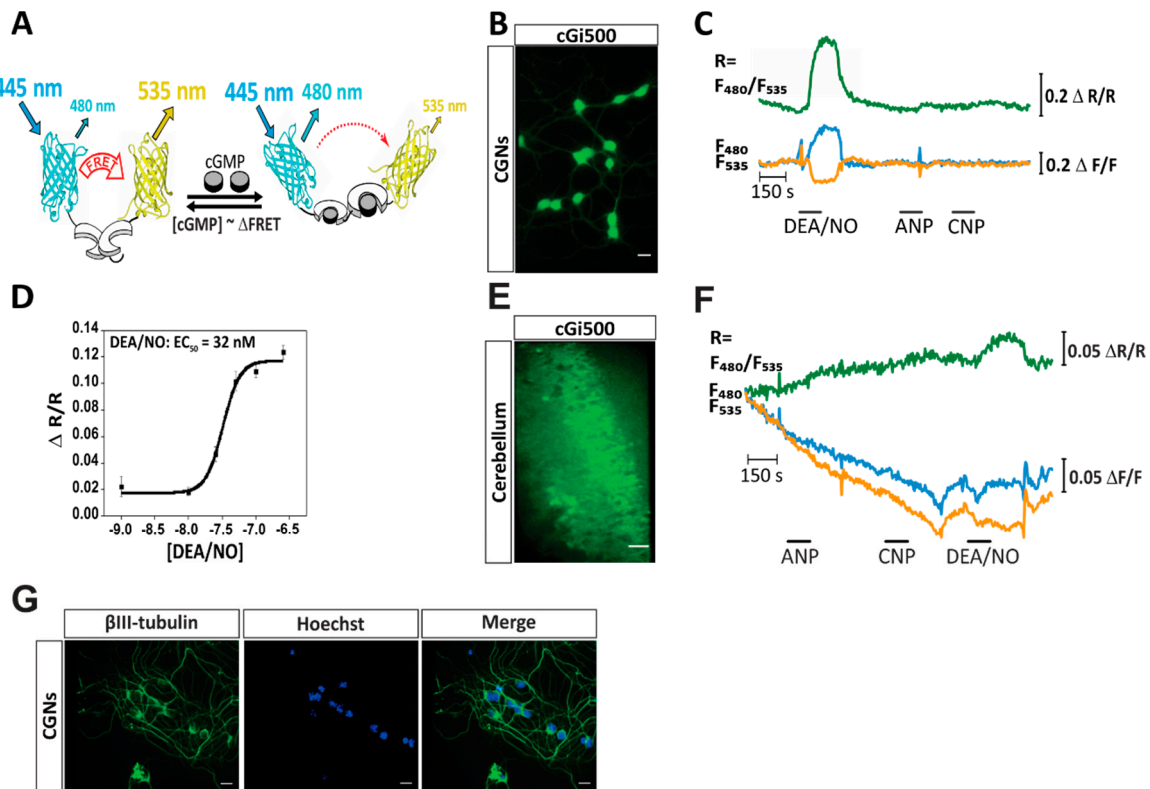 A
445 nm
480 nm
535 nm
FRET
cGMP
[cGMP] ~ ΔFRET
445 nm
480 nm
535 nm
B
cGi500
CGNs
C
R=
F480/F535
F480
F535
0.2 Δ R/R
0.2 Δ F/F
150 s
DEA/NO
ANP
CNP
D
DEA/NO: EC50 = 32 nM
Δ R/R
0.14
0.12
0.10
0.08
0.06
0.04
0.02
0.00
-9.0 -8.5 -8.0 -7.5 -7.0 -6.5
[DEA/NO]
E
cGi500
Cerebellum
F
R=
F480/F535
F480
F535
0.05 ΔR/R
0.05 ΔF/F
150 s
ANP
CNP
DEA/NO
G
βIII-tubulin
Hoechst
Merge
CGNs